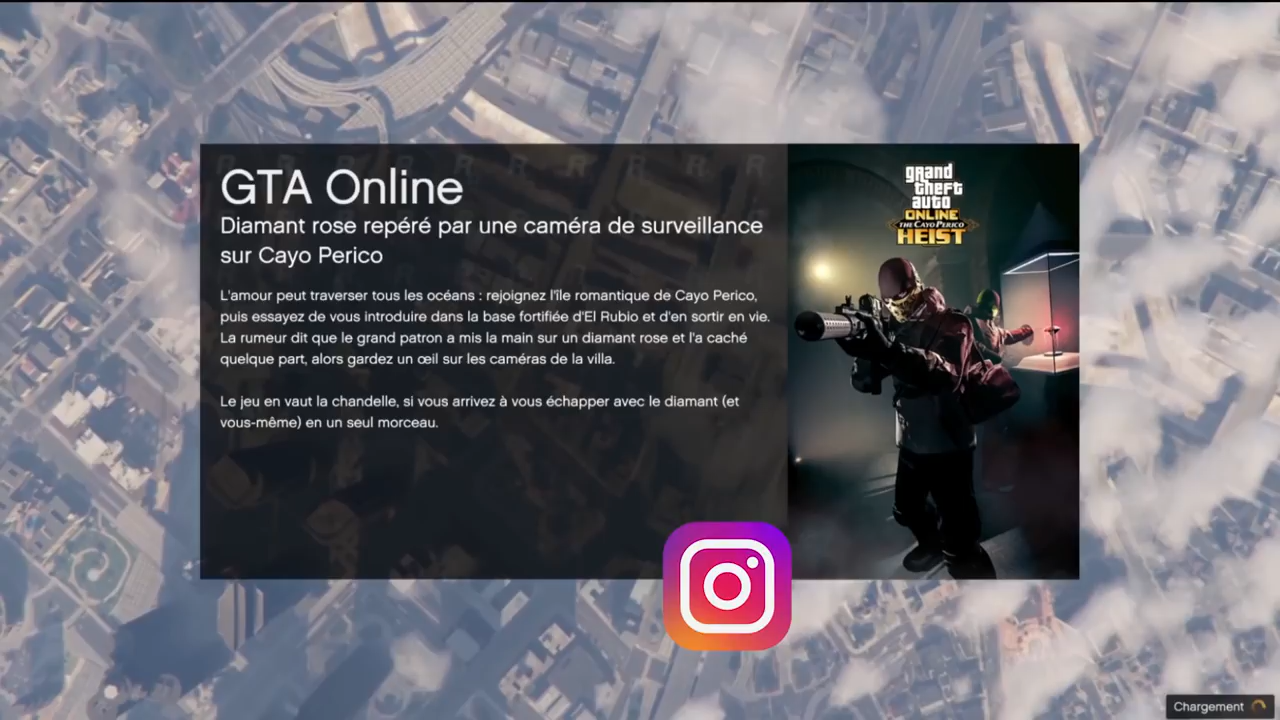 GTA Online
Diamant rose repéré par une caméra de surveillance
sur Cayo Perico
L'amour peut traverser tous les océans : rejoignez l'île romantique de Cayo Perico,
puis essayez de vous introduire dans la base fortifiée d'El Rubio et d'en sortir en vie.
La rumeur dit que le grand patron a mis la main sur un diamant rose et l'a caché
quelque part, alors gardez un œil sur les caméras de la villa.
Le jeu en vaut la chandelle, si vous arrivez à vous échapper avec le diamant (et
vous-même) en un seul morceau.
grand
theft
auto
ONLINE
THE CAYO PERICO
HEIST
Chargement